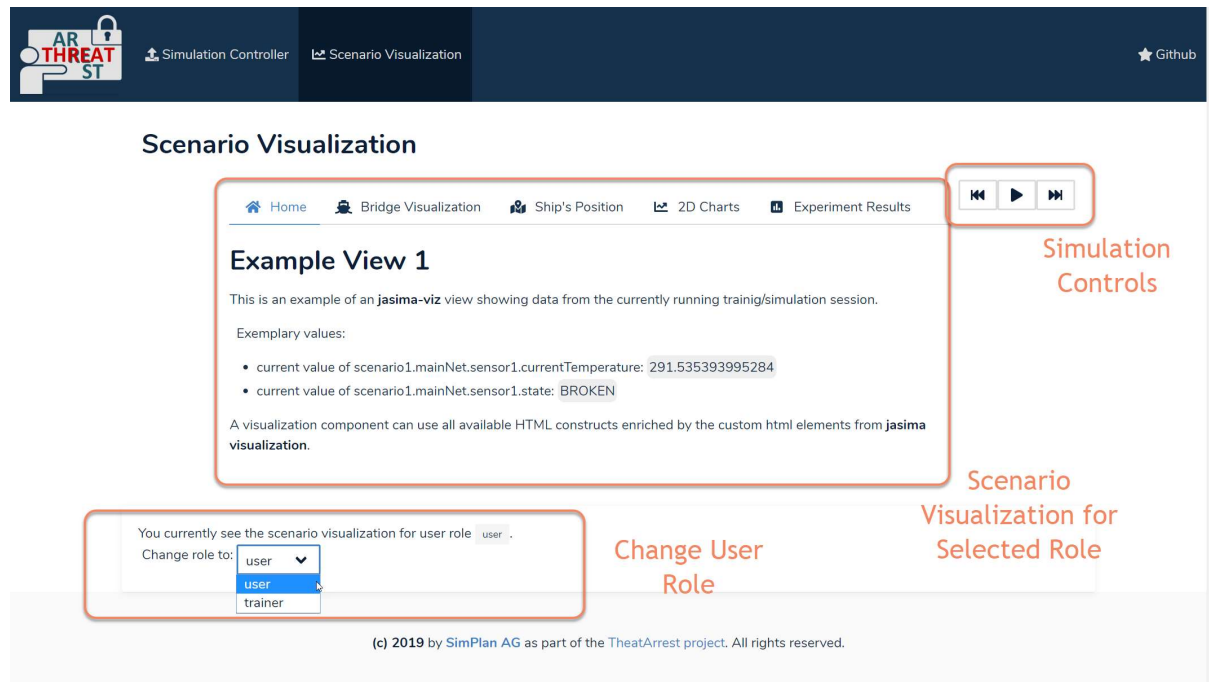 AR
THREAT
ST
Simulation Controller
Scenario Visualization
Github
Scenario Visualization
Home
Bridge Visualization
Ship's Position
2D Charts
Experiment Results
Simulation
Controls
Example View 1
This is an example of an jasima-viz view showing data from the currently running trainig/simulation session.
Exemplary values:
• current value of scenario1.mainNet.sensor1.currentTemperature: 291.535393995284
• current value of scenario1.mainNet.sensor1.state: BROKEN
A visualization component can use all available HTML constructs enriched by the custom html elements from jasima
visualization.
Scenario
Visualization for
Selected Role
You currently see the scenario visualization for user role user .
Change role to: user
user
trainer
Change User
Role
(c) 2019 by SimPlan AG as part of the TheatArrest project. All rights reserved.